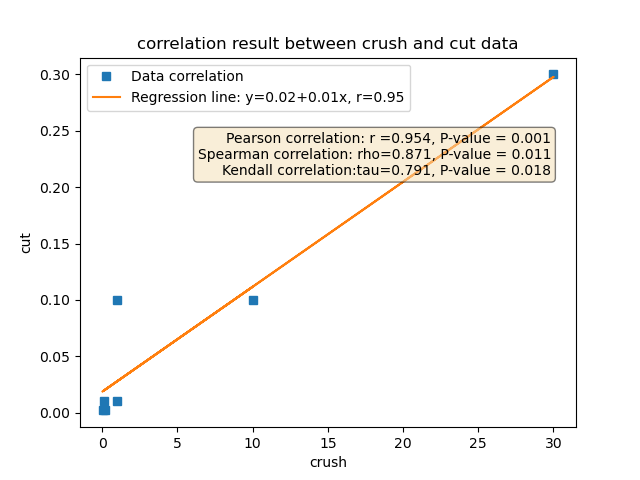 correlation result between crush and cut data
Data correlation
Regression line: y=0.02+0.01x, r=0.95
Pearson correlation: r =0.954, P-value = 0.001
Spearman correlation: rho=0.871, P-value = 0.011
Kendall correlation:tau=0.791, P-value = 0.018
cut
0.30
0.25
0.20
0.15
0.10
0.05
0.00
0 5 10 15 20 25 30
crush